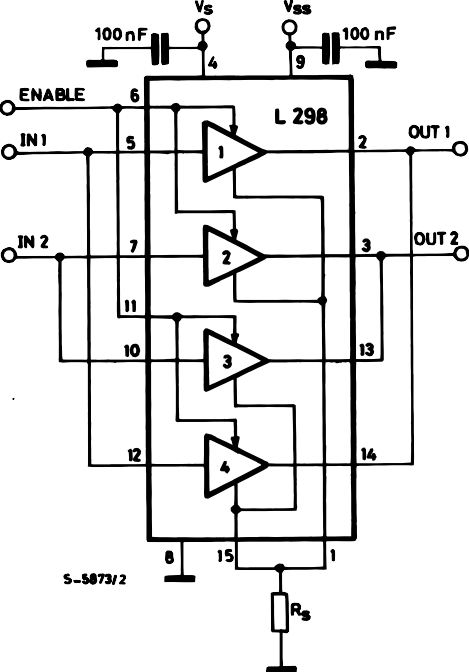 Vs Vss
100 nF 100 nF
4 9
ENABLE 6
L 298
IN 1 5 1 2 OUT 1
IN 2 7 2 3 OUT 2
11
10 3 13
12 4 14
8 15 1
S-5873/2
Rs